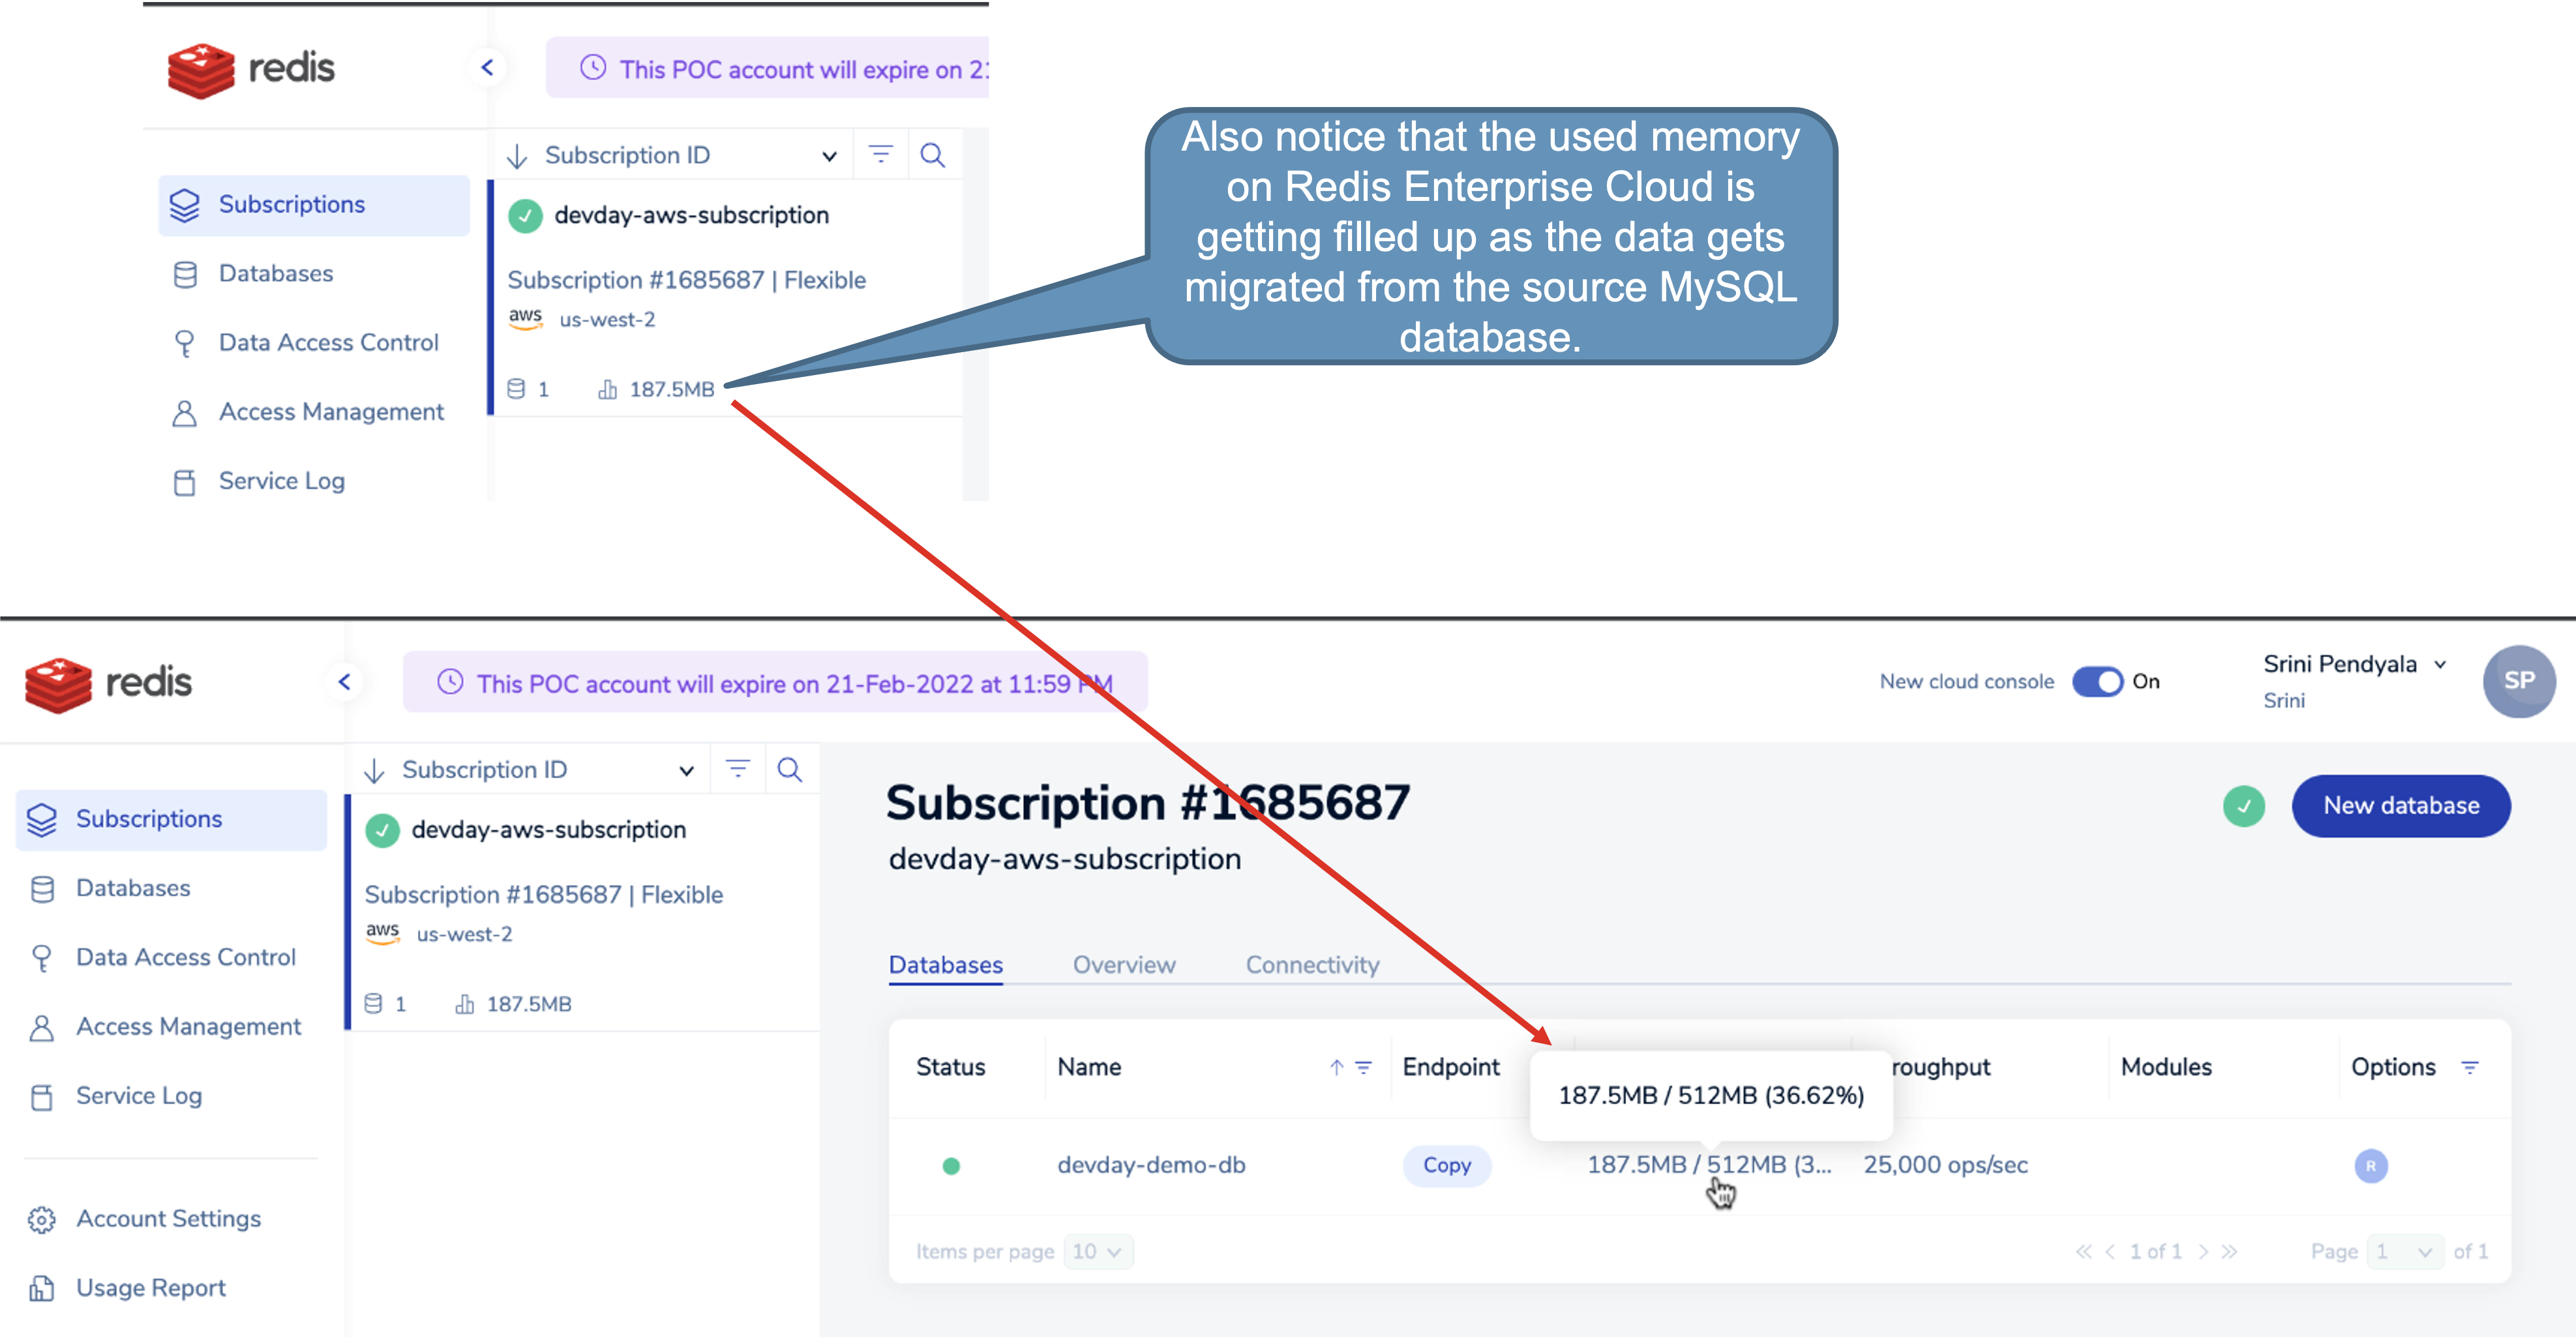 redis
This POC account will expire on 21
Subscription ID
Subscriptions
devday-aws-subscription
Databases
Subscription #1685687 | Flexible
aws us-west-2
Data Access Control
1 187.5MB
Access Management
Service Log
Also notice that the used memory
on Redis Enterprise Cloud is
getting filled up as the data gets
migrated from the source MySQL
database.
redis
This POC account will expire on 21-Feb-2022 at 11:59 PM
New cloud console On
Srini Pendyala
Srini
SP
Subscriptions
Databases
Data Access Control
Access Management
Service Log
Account Settings
Usage Report
Subscription ID
devday-aws-subscription
Subscription #1685687 | Flexible
aws us-west-2
1 187.5MB
Subscription #1685687
devday-aws-subscription
New database
Databases Overview Connectivity
Status Name Endpoint roughput Modules Options
187.5MB / 512MB (36.62%)
devday-demo-db Copy 187.5MB / 512MB (3... 25,000 ops/sec R
Items per page 10 1 of 1 Page 1 of 1